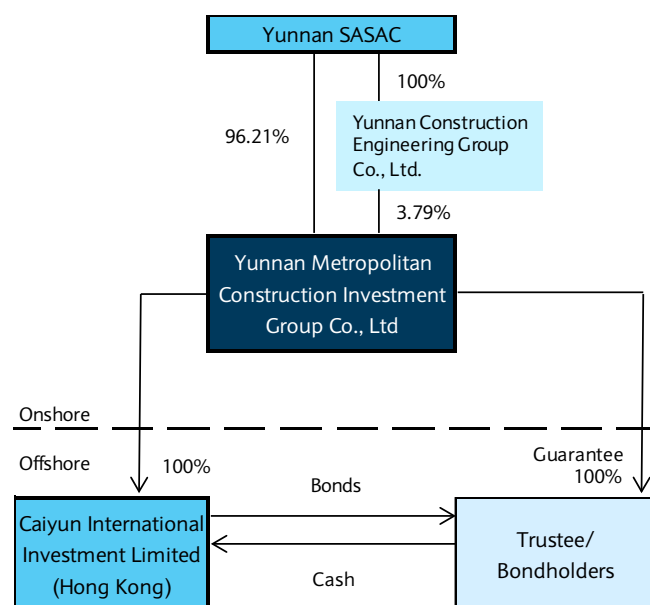 Yunnan SASAC
100%
96.21%
Yunnan Construction
Engineering Group
Co., Ltd.
3.79%
Yunnan Metropolitan
Construction Investment
Group Co., Ltd
Onshore
Offshore
100%
Guarantee
100%
Bonds
Caiyun International
Investment Limited
(Hong Kong)
Cash
Trustee/
Bondholders